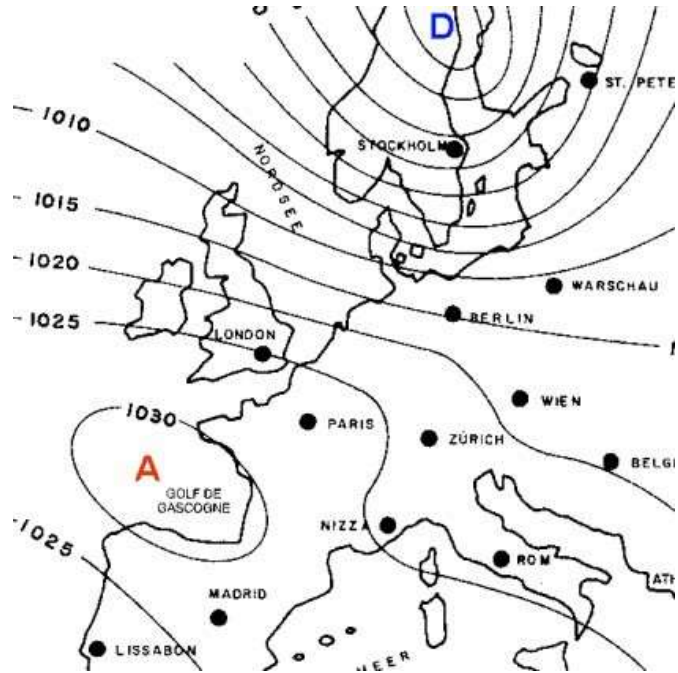 D
ST. PETE
1010
STOCKHOLM
NORDSEE
1015
1020
WARSCHAU
1025
BERLIN
LONDON
1030
WIEN
PARIS
ZÜRICH
BELG
A
GOLF DE
GASCOGNE
1025
NIZZA
ROM
ATH
MADRID
LISSABON
MEER